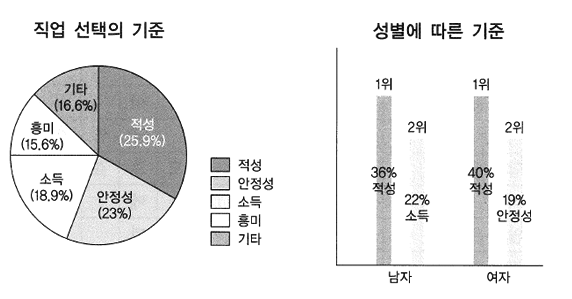 직업 선택의 기준
기타
(16.6%)
적성
(25.9%)
흥미
(15.6%)
소득
(18.9%)
안정성
(23%)
적성
안정성
소득
흥미
기타
성별에 따른 기준
1위
2위
36%
적성
22%
소득
남자
1위
2위
40%
적성
19%
안정성
여자